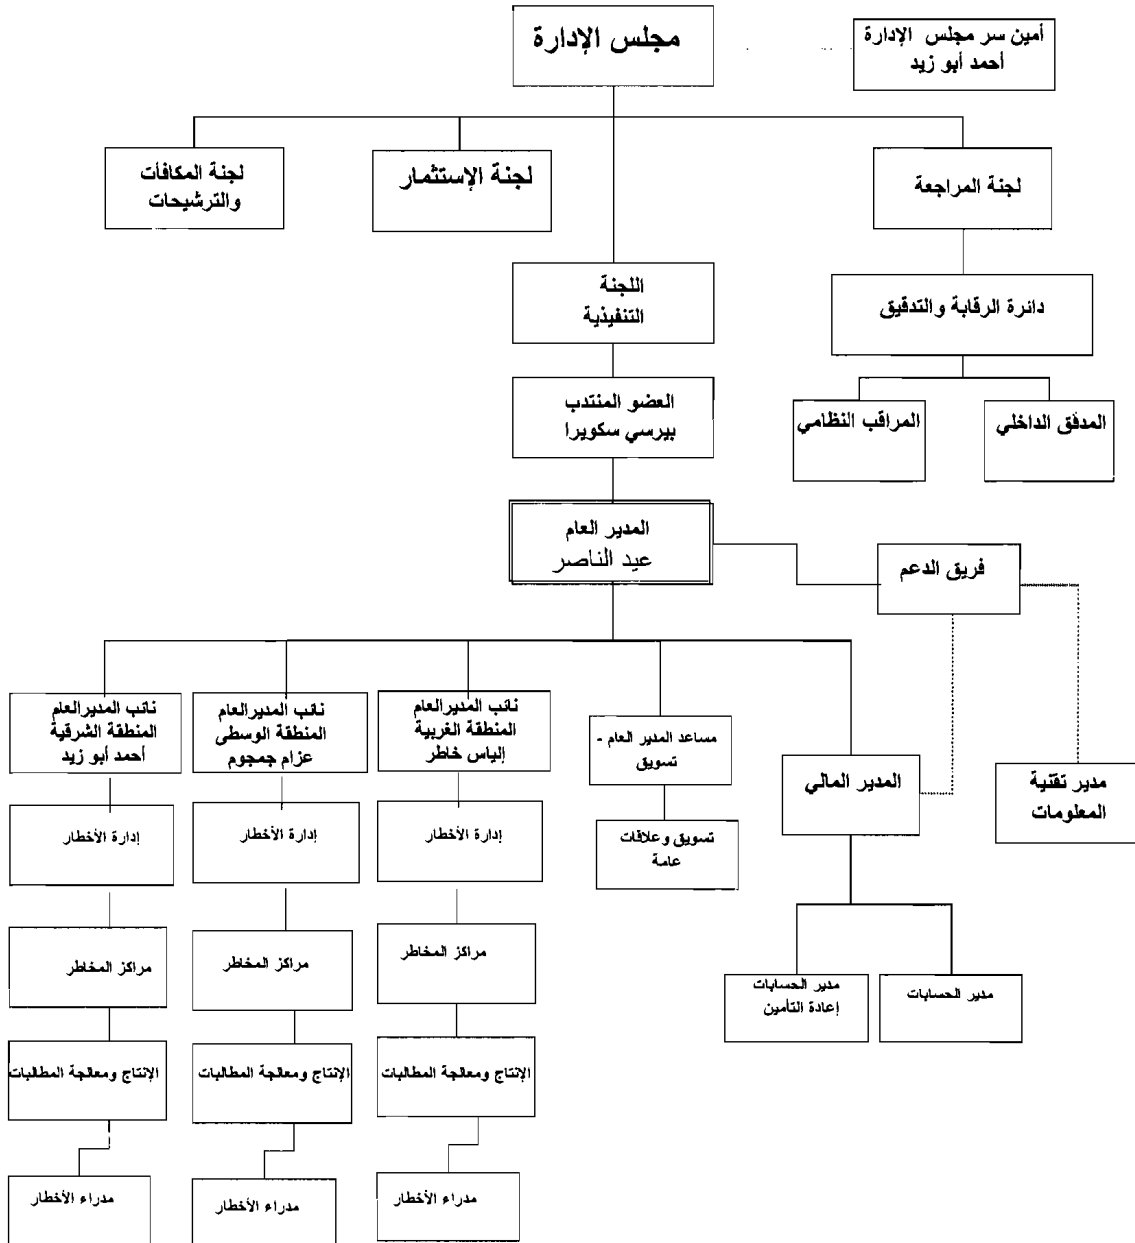 مجلس الإدارة
أمين سر مجلس الإدارة
أحمد أبو زيد
لجنة المراجعة
لجنة الإستثمار
لجنة المكافأت
والترشيحات
اللجنة
التنفيذية
دائرة الرقابة والتدقيق
العضو المنتدب
بيرسي سكويرا
المدقق الداخلي
المراقب النظامي
المدير العام
عيد الناصر
فريق الدعم
نائب المديرالعام
المنطقة الشرقية
أحمد أبو زيد
نائب المديرالعام
المنطقة الوسطى
عزام جمجوم
نائب المديرالعام
المنطقة الغربية
إلياس خاطر
مساعد المدير العام -
تسويق
المدير المالي
مدير تقنية
المعلومات
إدارة الأخطار
إدارة الأخطار
إدارة الأخطار
تسويق وعلاقات
عامة
مراكز المخاطر
مراكز المخاطر
مراكز المخاطر
مدير الحسابات
إعادة التأمين
مدير الحسابات
الإنتاج ومعالجة المطالبات
الإنتاج ومعالجة المطالبات
الإنتاج ومعالجة المطالبات
مدراء الأخطار
مدراء الأخطار
مدراء الأخطار